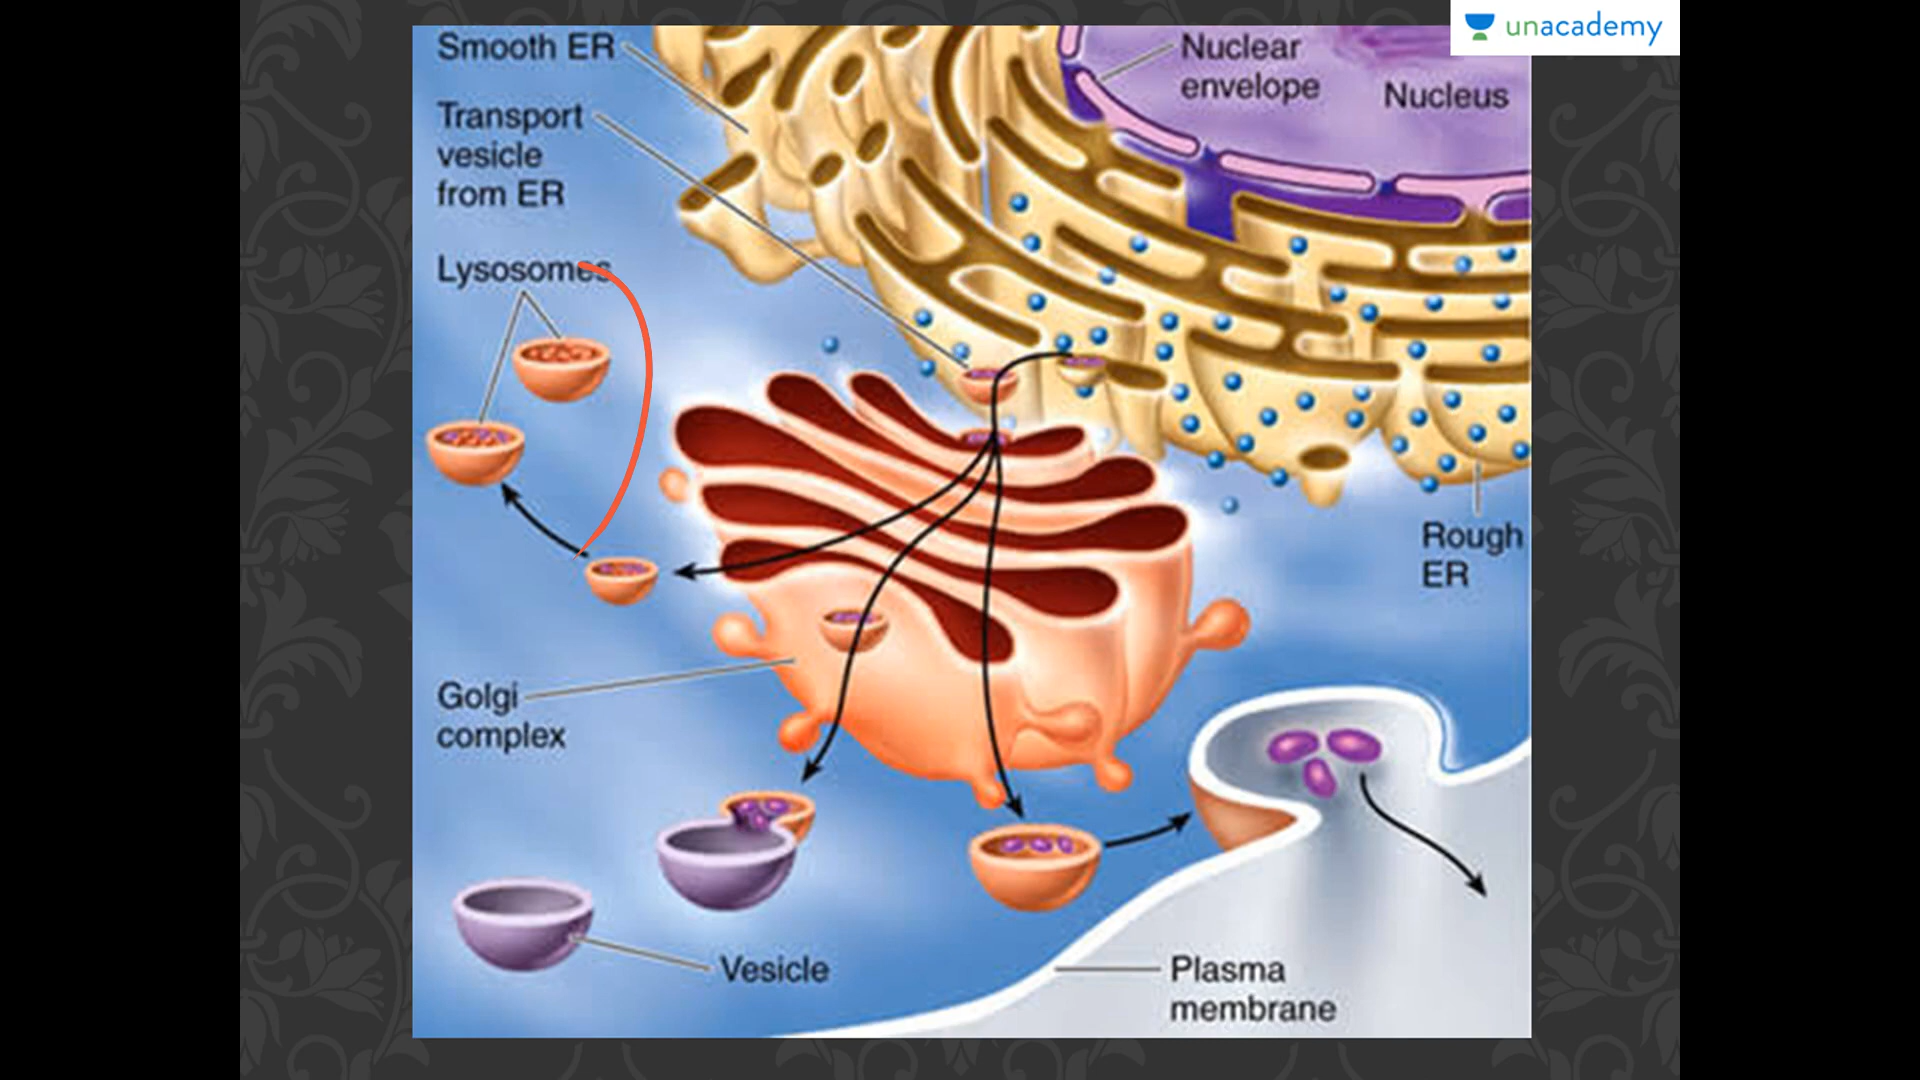 unacademy
Smooth ER
Nuclear
envelope
Nucleus
Transport
vesicle
from ER
Lysosomes
Rough
ER
Golgi
complex
Vesicle
Plasma
membrane